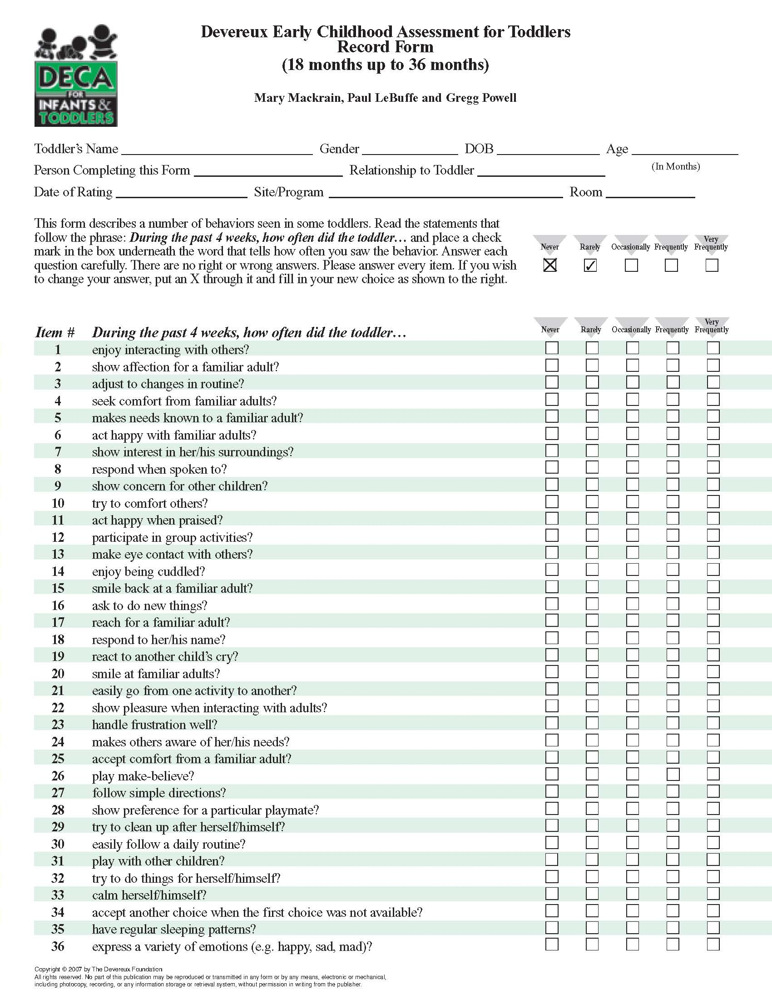 DECA
FOR
INFANTS &
TODDLERS
Devereux Early Childhood Assessment for Toddlers
Record Form
(18 months up to 36 months)
Mary Mackrain, Paul LeBuffe and Gregg Powell
Toddler's Name Gender DOB Age
(In Months)
Person Completing this Form Relationship to Toddler
Date of Rating Site/Program Room
This form describes a number of behaviors seen in some toddlers. Read the statements that
follow the phrase: During the past 4 weeks, how often did the toddler… and place a check
mark in the box underneath the word that tells how often you saw the behavior. Answer each
question carefully. There are no right or wrong answers. Please answer every item. If you wish
to change your answer, put an X through it and fill in your new choice as shown to the right.
Never Rarely Occasionally Frequently Very Frequently
Item # During the past 4 weeks, how often did the toddler… Never Rarely Occasionally Frequently Very Frequently
1 enjoy interacting with others?
2 show affection for a familiar adult?
3 adjust to changes in routine?
4 seek comfort from familiar adults?
5 makes needs known to a familiar adult?
6 act happy with familiar adults?
7 show interest in her/his surroundings?
8 respond when spoken to?
9 show concern for other children?
10 try to comfort others?
11 act happy when praised?
12 participate in group activities?
13 make eye contact with others?
14 enjoy being cuddled?
15 smile back at a familiar adult?
16 ask to do new things?
17 reach for a familiar adult?
18 respond to her/his name?
19 react to another child's cry?
20 smile at familiar adults?
21 easily go from one activity to another?
22 show pleasure when interacting with adults?
23 handle frustration well?
24 makes others aware of her/his needs?
25 accept comfort from a familiar adult?
26 play make-believe?
27 follow simple directions?
28 show preference for a particular playmate?
29 try to clean up after herself/himself?
30 easily follow a daily routine?
31 play with other children?
32 try to do things for herself/himself?
33 calm herself/himself?
34 accept another choice when the first choice was not available?
35 have regular sleeping patterns?
36 express a variety of emotions (e.g. happy, sad, mad)?
Copyright © 2007 by The Devereux Foundation
All rights reserved. No part of this publication may be reproduced or transmitted in any form or by any means, electronic or mechanical,
including photocopy, recording, or any information storage or retrieval system, without permission in writing from the publisher.